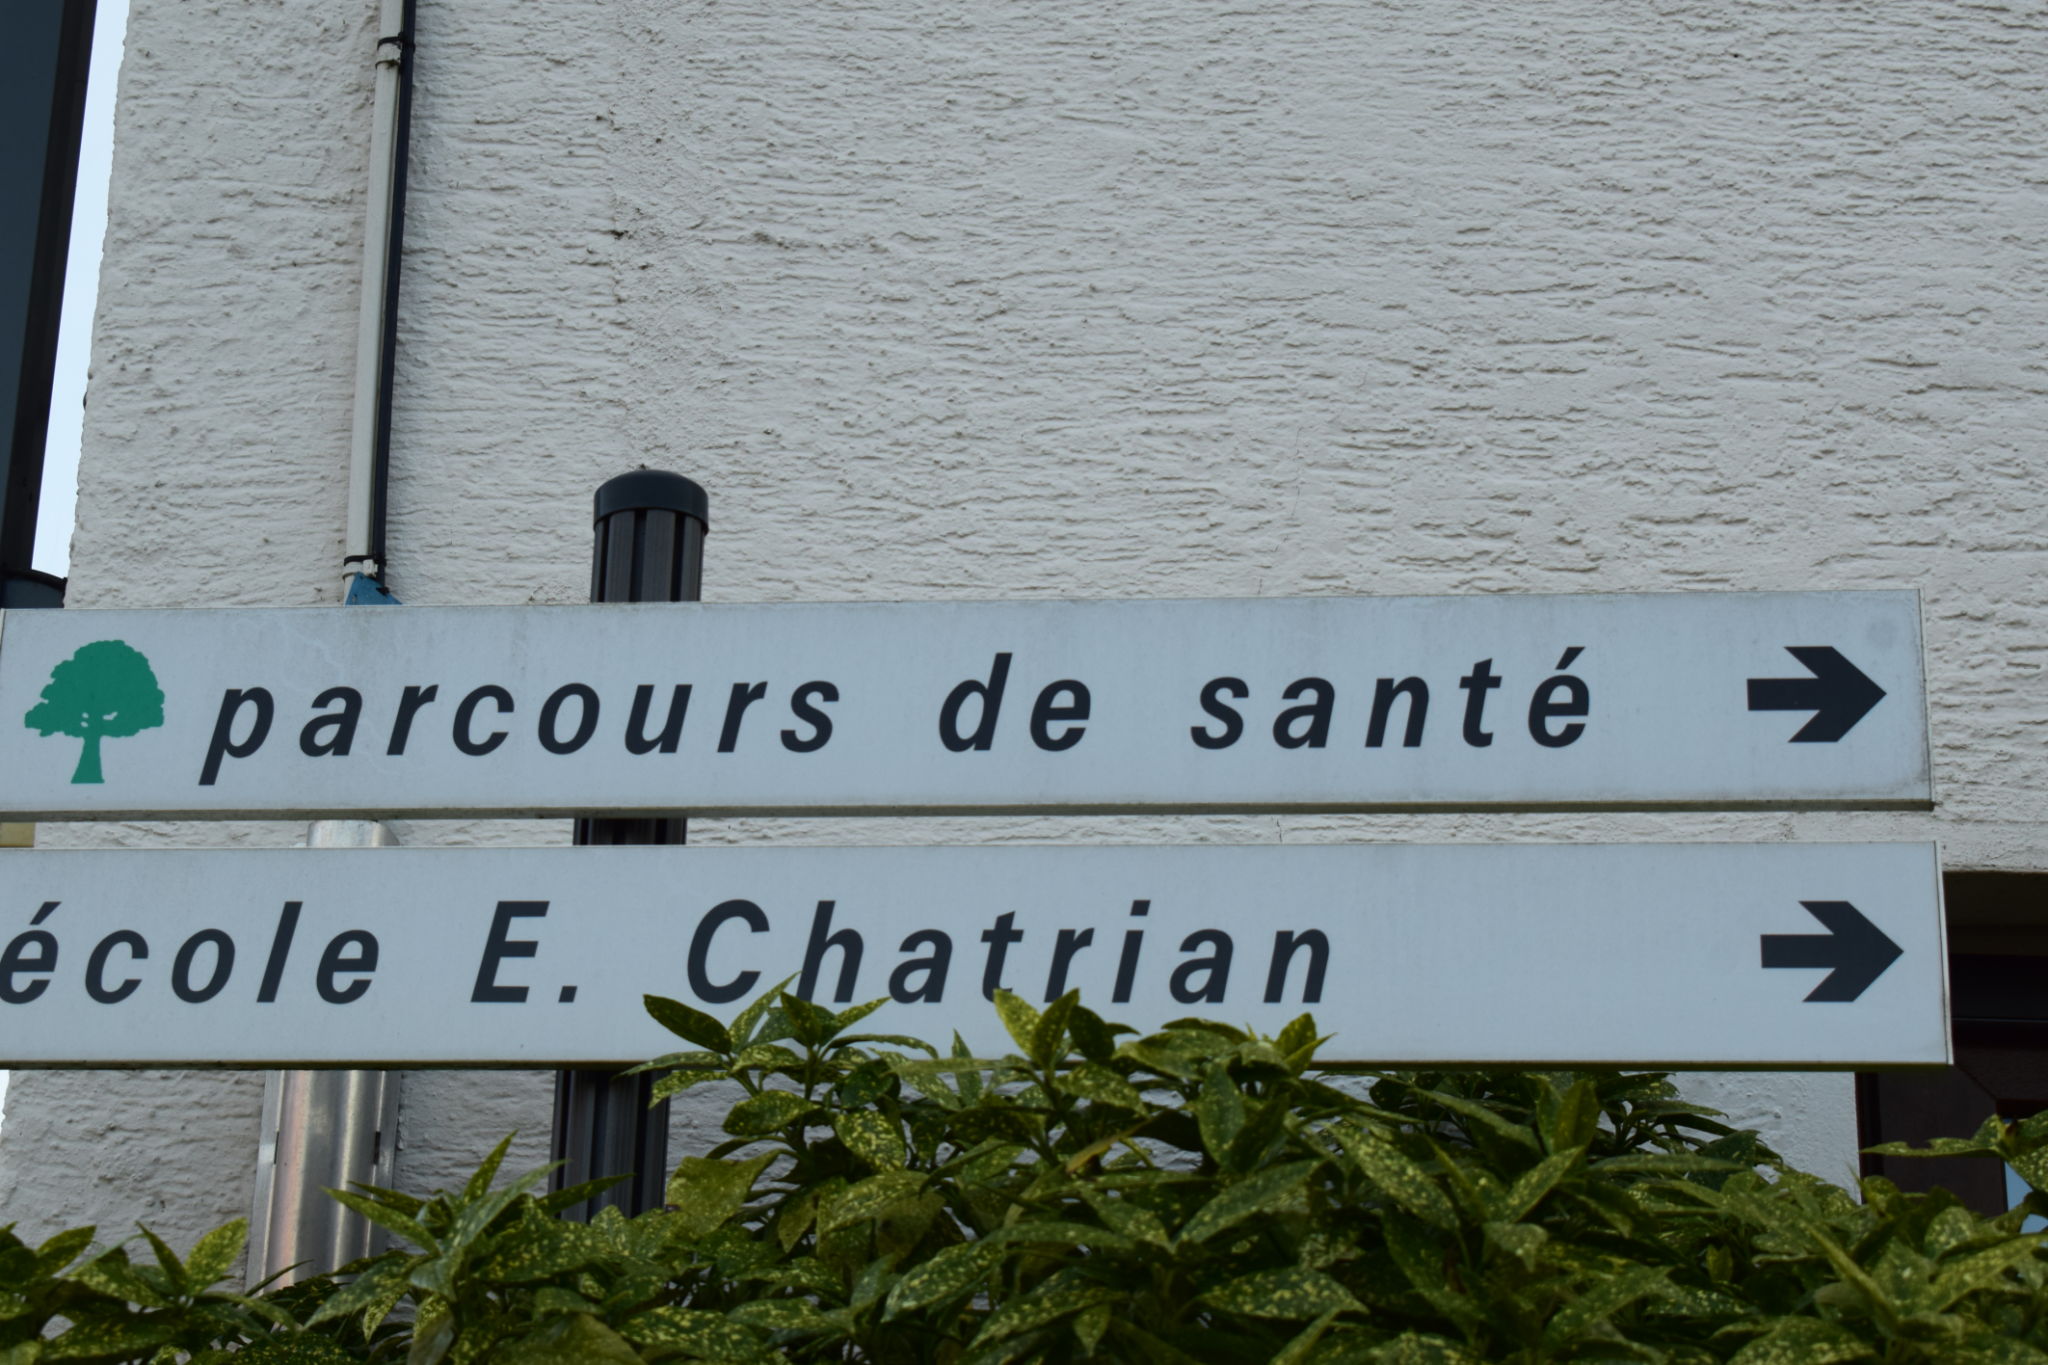 parcours de santé
école E. Chatrian